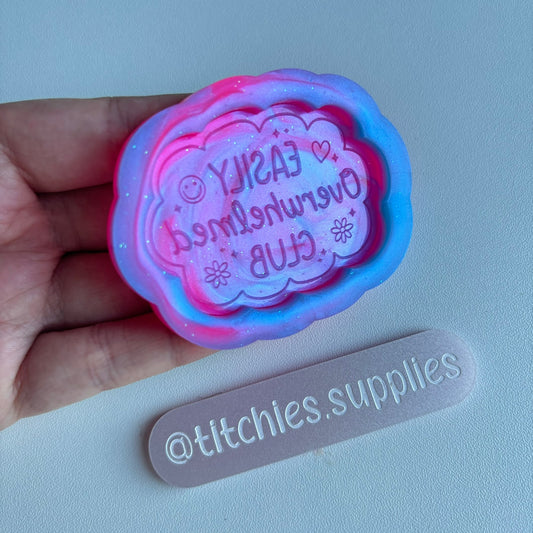 EASILY
Overwhelmed
CLUB
@titchies.supplies